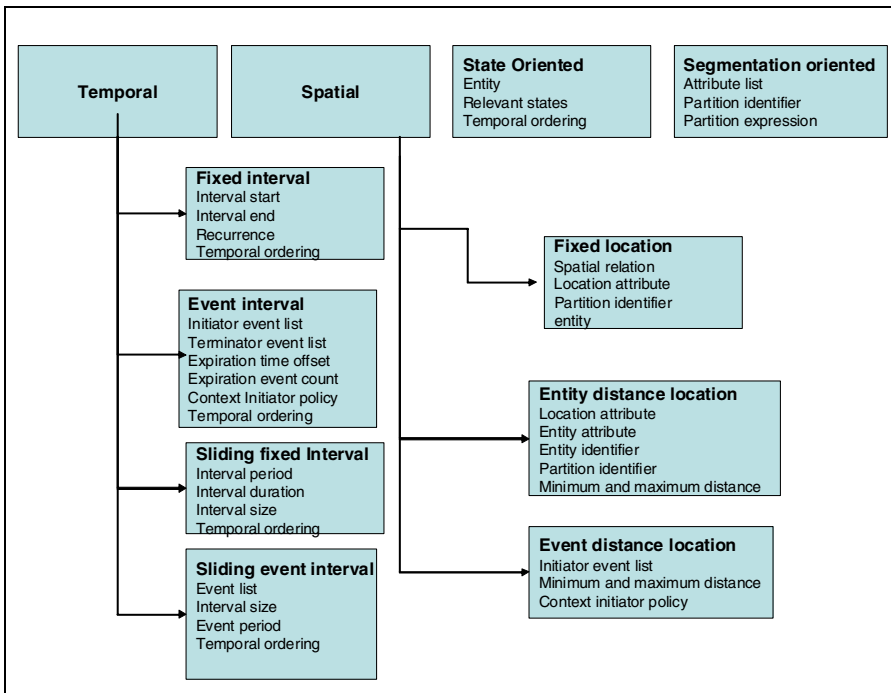 Temporal
Spatial
State Oriented
Entity
Relevant states
Temporal ordering
Segmentation oriented
Attribute list
Partition identifier
Partition expression
Fixed interval
Interval start
Interval end
Recurrence
Temporal ordering
Event interval
Initiator event list
Terminator event list
Expiration time offset
Expiration event count
Context Initiator policy
Temporal ordering
Sliding fixed Interval
Interval period
Interval duration
Interval size
Temporal ordering
Sliding event interval
Event list
Interval size
Event period
Temporal ordering
Fixed location
Spatial relation
Location attribute
Partition identifier
entity
Entity distance location
Location attribute
Entity attribute
Entity identifier
Partition identifier
Minimum and maximum distance
Event distance location
Initiator event list
Minimum and maximum distance
Context initiator policy